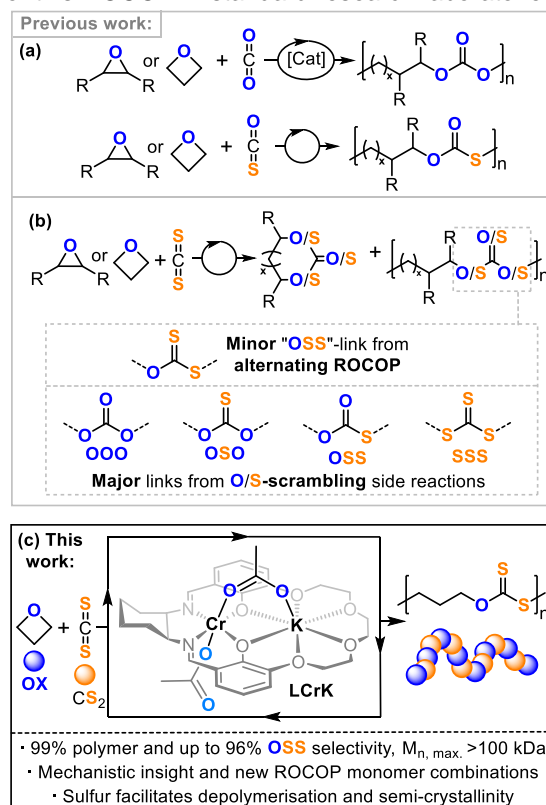 Previous work:
(a)
O
R R
or
O
+
O
C
O
[Cat]
R
x
R
O
O
O
n
O
R R
or
O
+
O
C
S
R
x
R
O
O
S
n
(b)
O
R R
or
O
+
S
C
S
R
x
R
O/S
O/S
O/S
+
R
x
R
O/S
O/S
O/S
n
Minor "OSS"-link from
alternating ROCOP
S
O S
O
O O
OOO
S
O O
OSO
O
O S
OSS
S
S S
SSS
Major links from O/S-scrambling side reactions
(c) This
work:
O
OX
+
S
C
S
CS2
N
N
Cr
O
O
O
O
O
O
K
O
O
O
O
LCrK
O
S
S
n
· 99% polymer and up to 96% OSS selectivity, Mn, max. >100 kDa
· Mechanistic insight and new ROCOP monomer combinations
· Sulfur facilitates depolymerisation and semi-crystallinity